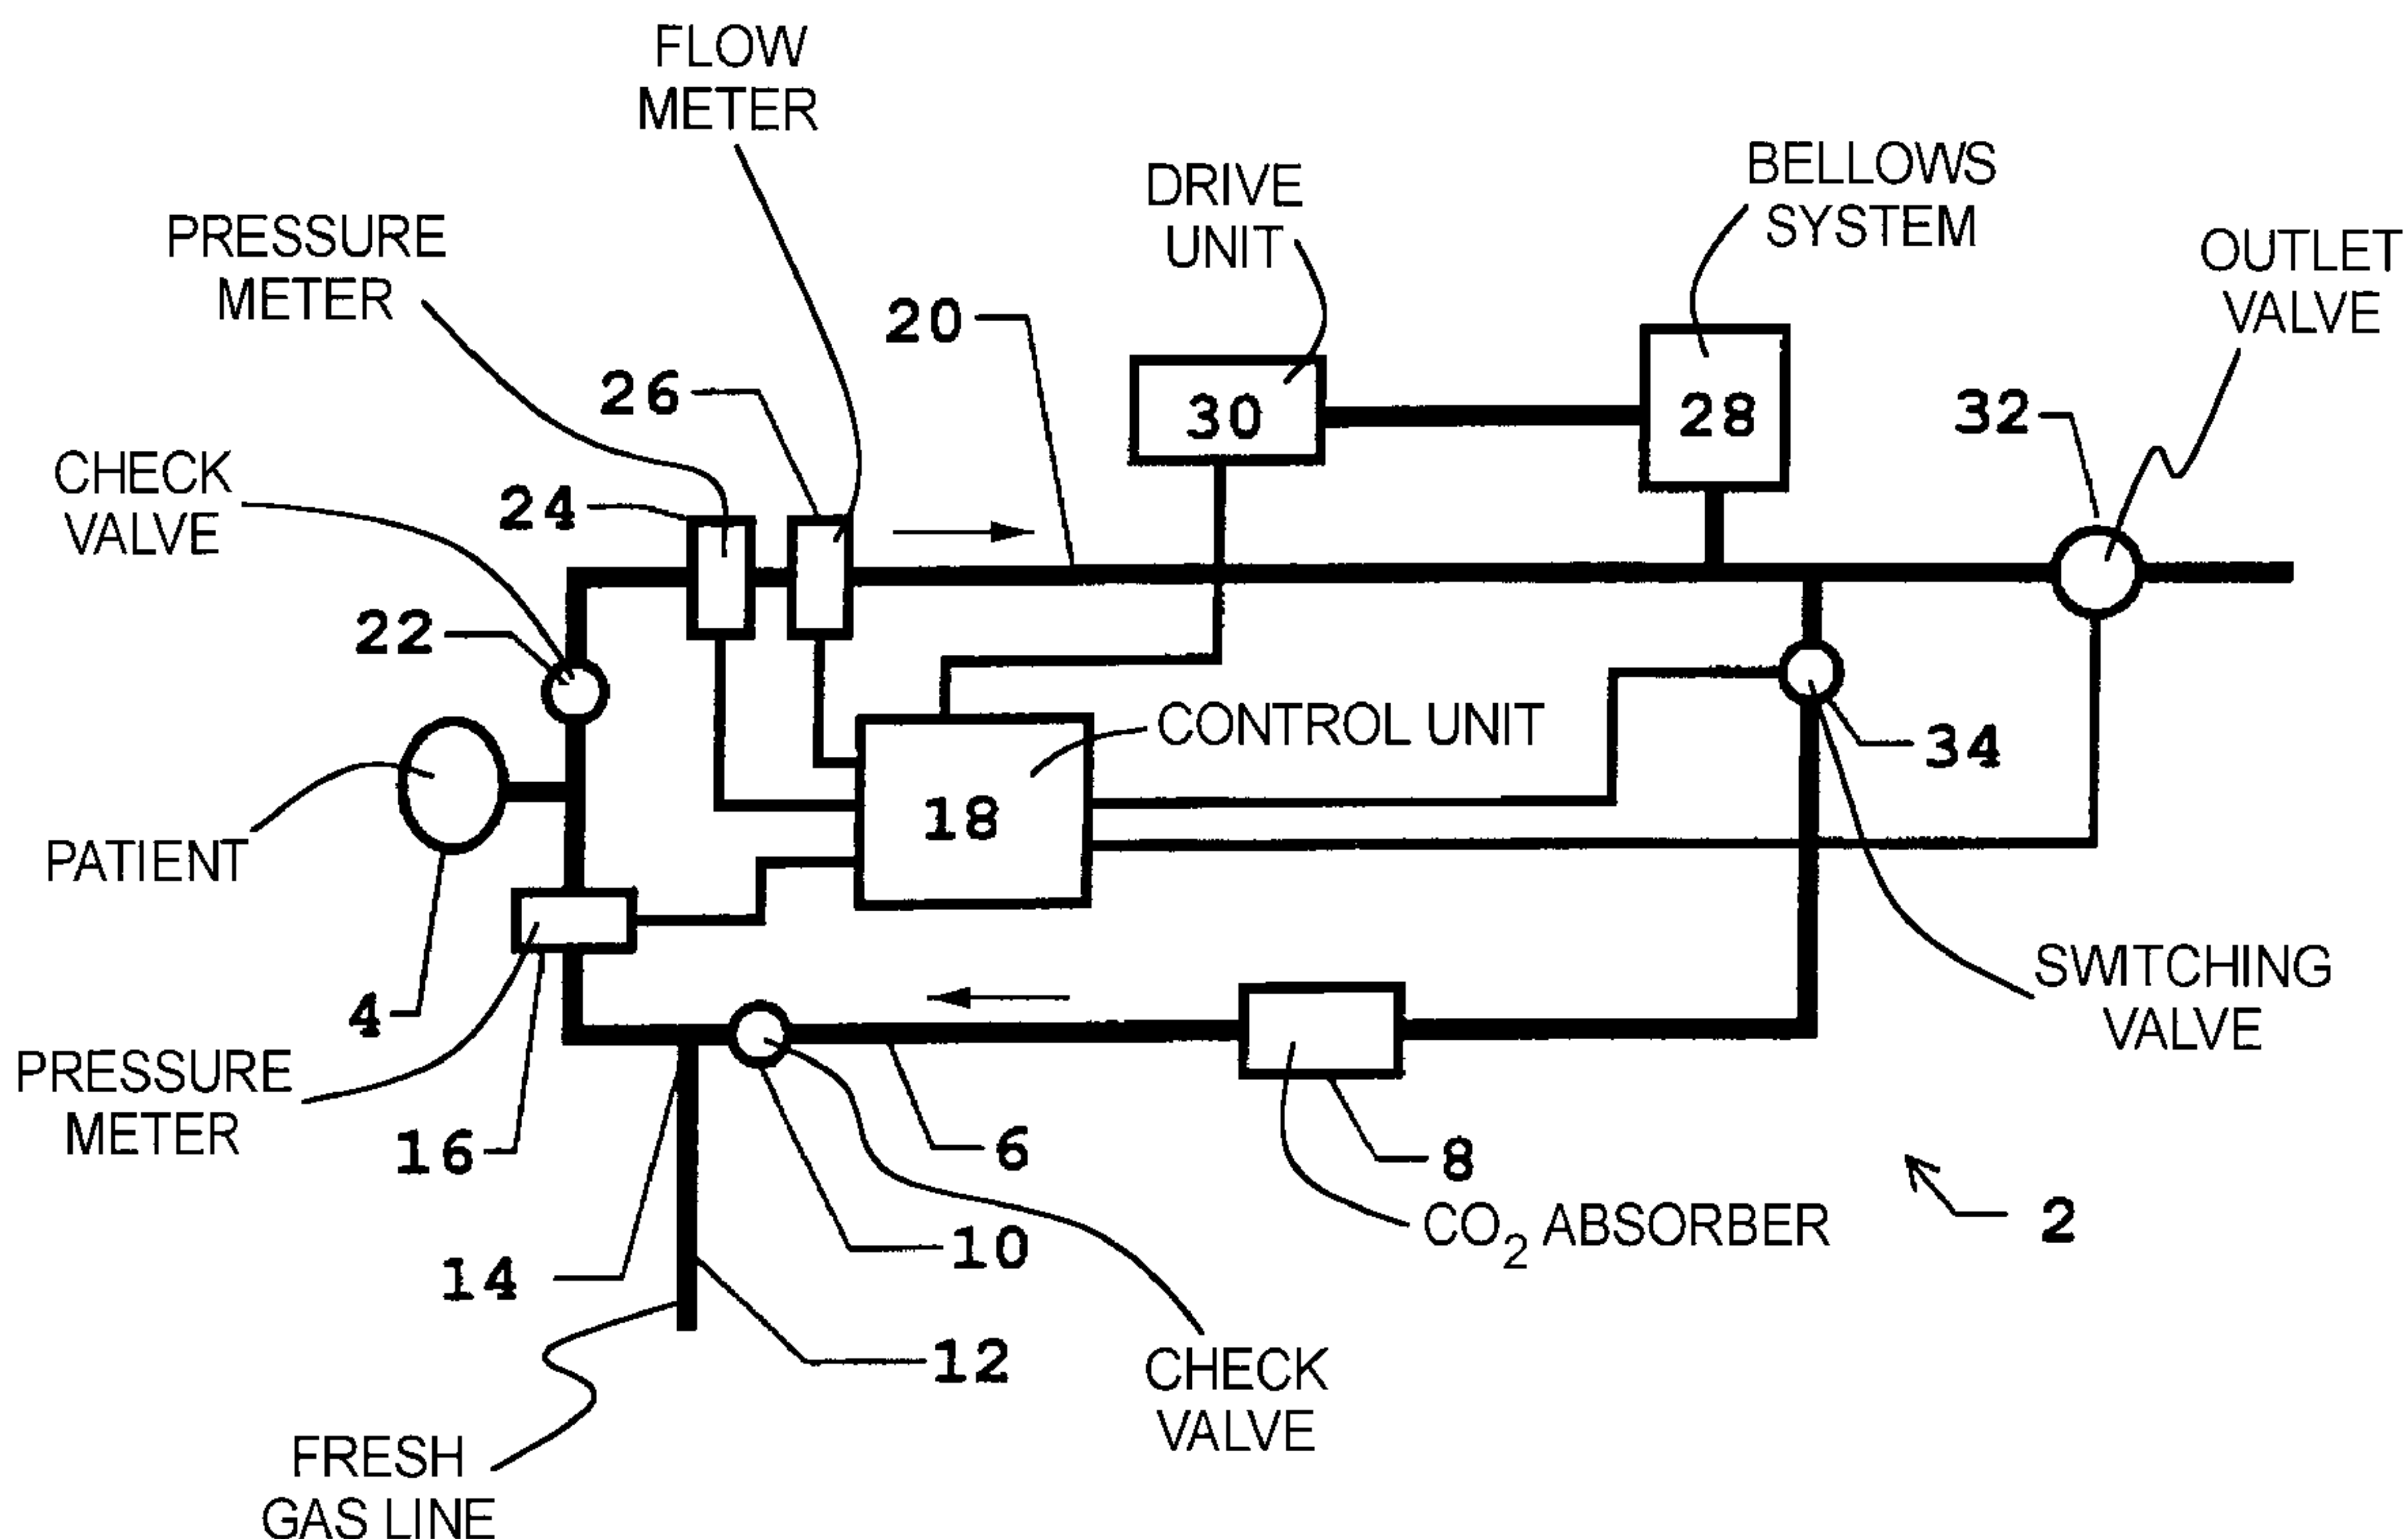 FLOW
METER
DRIVE
UNIT
BELLOWS
SYSTEM
PRESSURE
METER
OUTLET
VALVE
20
26
30
28
32
CHECK
VALVE
24
22
CONTROL UNIT
34
18
PATIENT
SWITCHING
VALVE
4
PRESSURE
METER
16
6
8
CO₂ ABSORBER
2
10
14
12
CHECK
VALVE
FRESH
GAS LINE